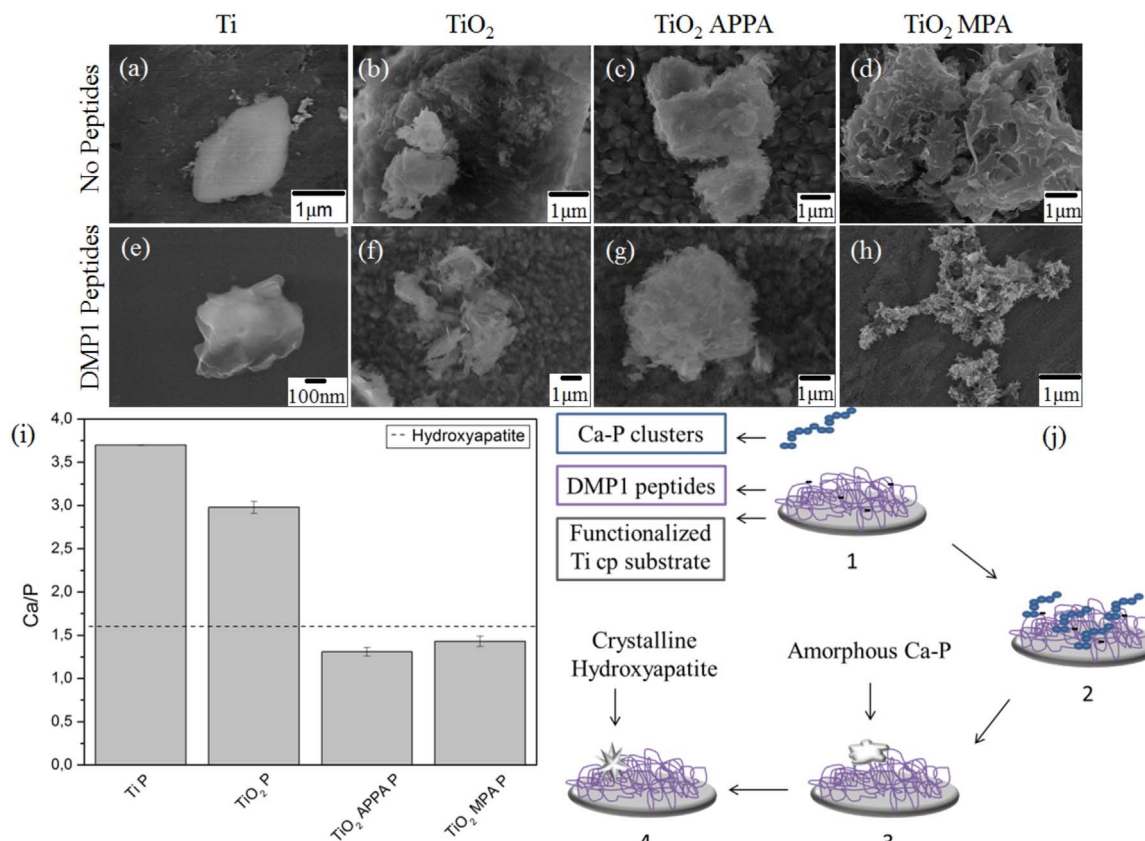 Ti
TiO2
TiO2 APPA
TiO2 MPA
No Peptides
(a)
1μm
(b)
1μm
(c)
1μm
(d)
1μm
DMP1 Peptides
(e)
100nm
(f)
1μm
(g)
1μm
(h)
1μm
(i)
Ca/P
4,0
3,5
3,0
2,5
2,0
1,5
1,0
0,5
0,0
Hydroxyapatite
Ti P
TiO2 P
TiO2 APPA P
TiO2 MPA P
(j)
Ca-P clusters
DMP1 peptides
Functionalized
Ti cp substrate
1
2
Crystalline
Hydroxyapatite
Amorphous Ca-P
4
3